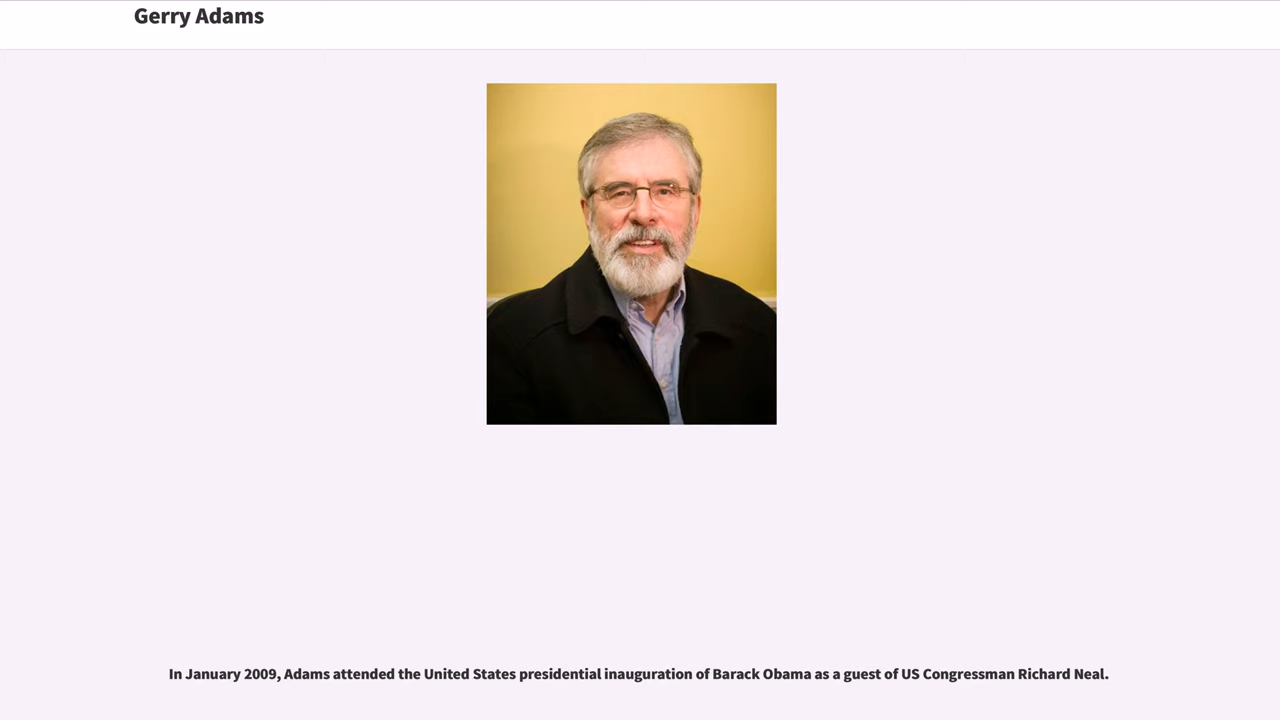 Gerry Adams
In January 2009, Adams attended the United States presidential inauguration of Barack Obama as a guest of US Congressman Richard Neal.